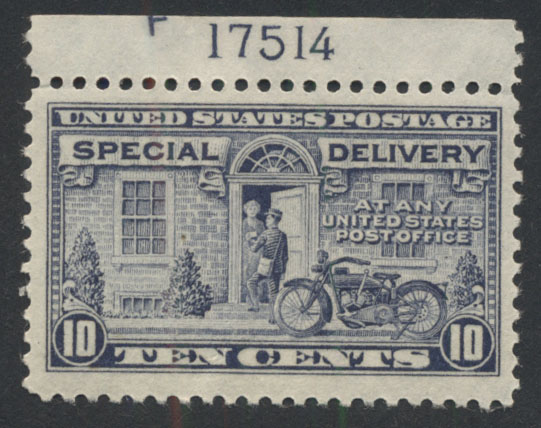 F 17514
UNITED STATES POSTAGE
SPECIAL DELIVERY
AT ANY
UNITED STATES
POST OFFICE
10 TEN CENTS 10